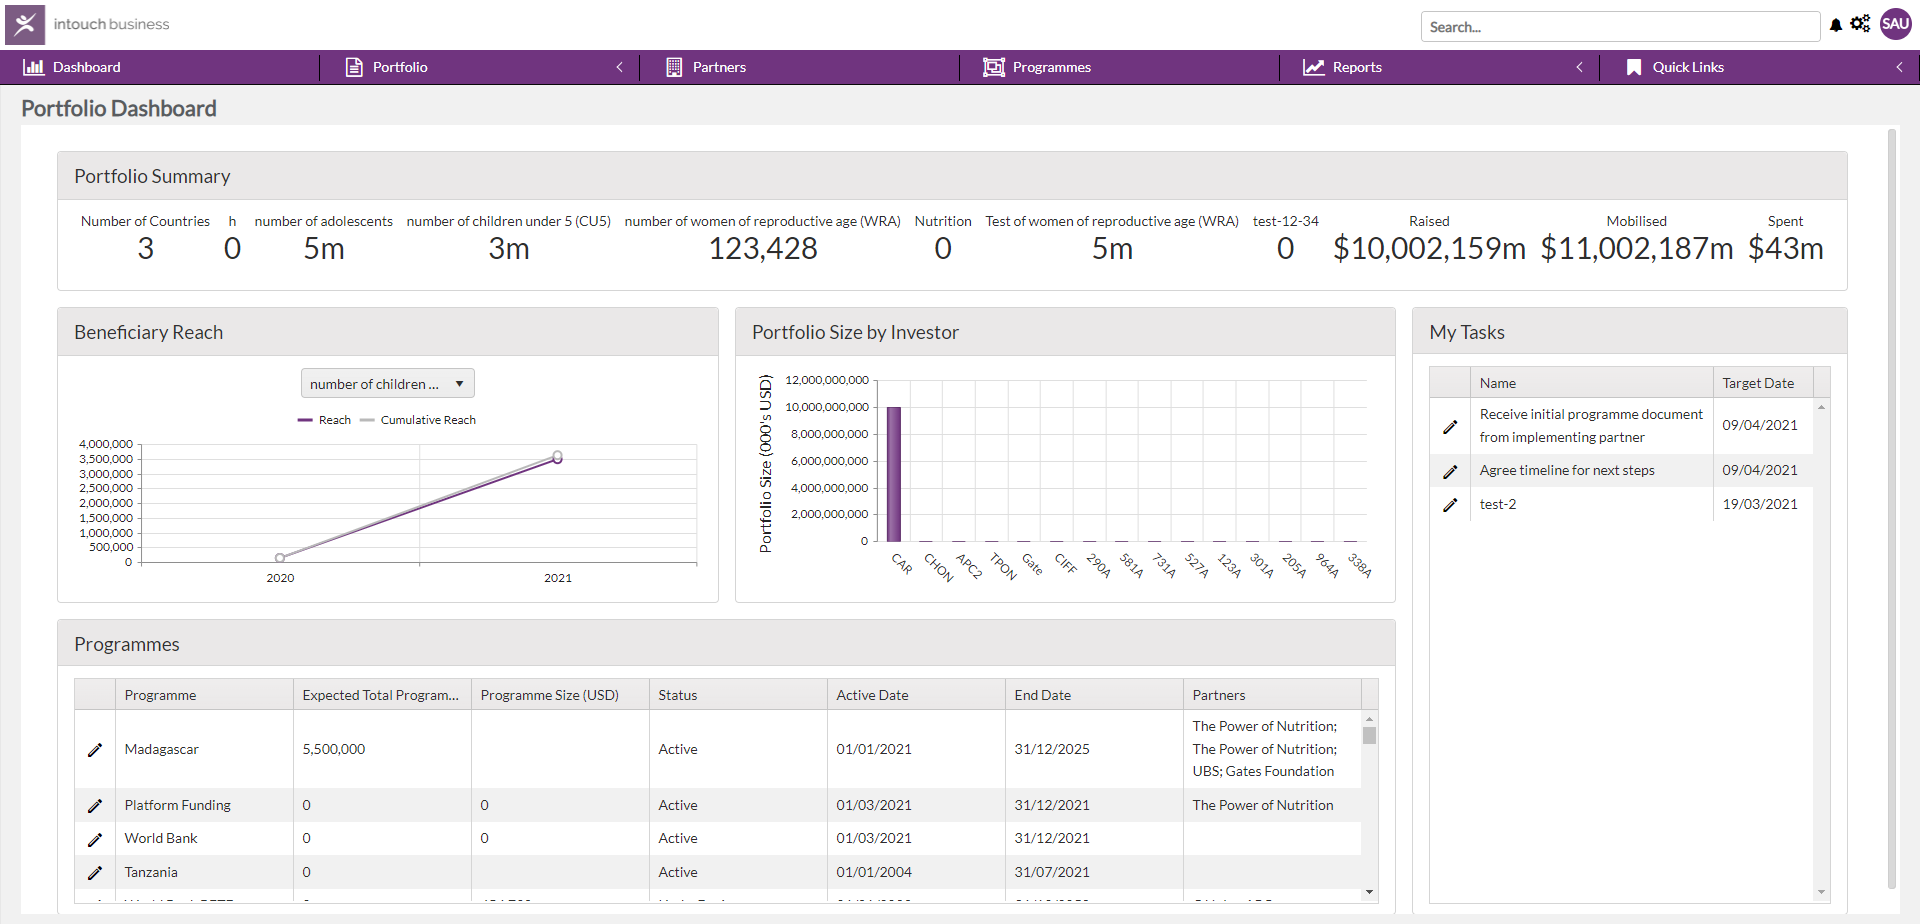 intouch business
Search...
SAU
Dashboard
Portfolio
Partners
Programmes
Reports
Quick Links
Portfolio Dashboard
Portfolio Summary
Number of Countries
3
h
0
number of adolescents
5m
number of children under 5 (CU5)
3m
number of women of reproductive age (WRA)
123,428
Nutrition
0
Test of women of reproductive age (WRA)
5m
test-12-34
0
Raised
$10,002,159m
Mobilised
$11,002,187m
Spent
$43m
Beneficiary Reach
number of children ...
Reach
Cumulative Reach
4,000,000
3,500,000
3,000,000
2,500,000
2,000,000
1,500,000
1,000,000
500,000
0
2020
2021
Portfolio Size by Investor
Portfolio Size (000's USD)
12,000,000,000
10,000,000,000
8,000,000,000
6,000,000,000
4,000,000,000
2,000,000,000
0
CAR
CHON
APC2
TPON
Gate
CIFF
290A
581A
731A
527A
123A
301A
205A
964A
338A
My Tasks
Name
Target Date
Receive initial programme document
from implementing partner
09/04/2021
Agree timeline for next steps
09/04/2021
test-2
19/03/2021
Programmes
Programme
Expected Total Program...
Programme Size (USD)
Status
Active Date
End Date
Partners
Madagascar
5,500,000
Active
01/01/2021
31/12/2025
The Power of Nutrition;
The Power of Nutrition;
UBS; Gates Foundation
Platform Funding
0
0
Active
01/03/2021
31/12/2021
The Power of Nutrition
World Bank
0
0
Active
01/03/2021
31/12/2021
Tanzania
0
Active
01/01/2004
31/07/2021